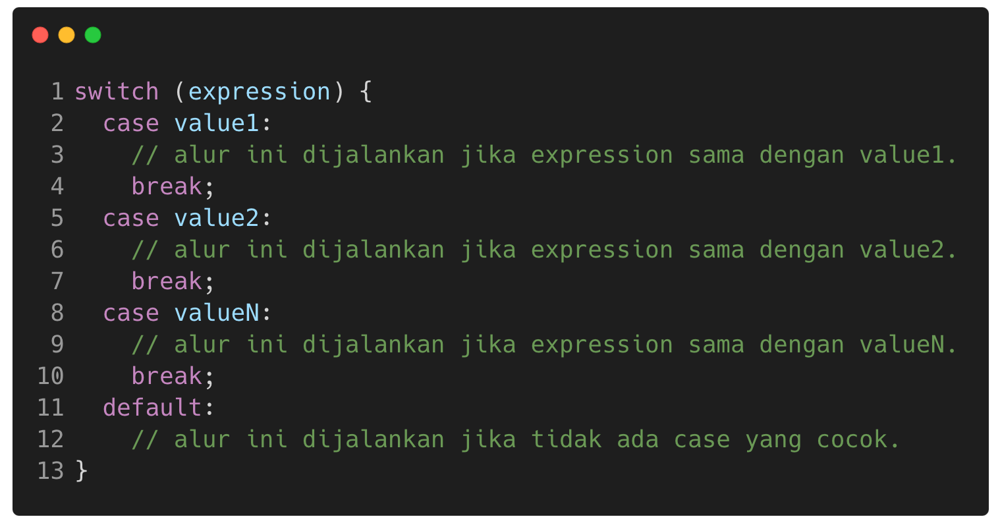 1 switch (expression) {
2   case value1:
3     // alur ini dijalankan jika expression sama dengan value1.
4     break;
5   case value2:
6     // alur ini dijalankan jika expression sama dengan value2.
7     break;
8   case valueN:
9     // alur ini dijalankan jika expression sama dengan valueN.
10     break;
11   default:
12     // alur ini dijalankan jika tidak ada case yang cocok.
13 }